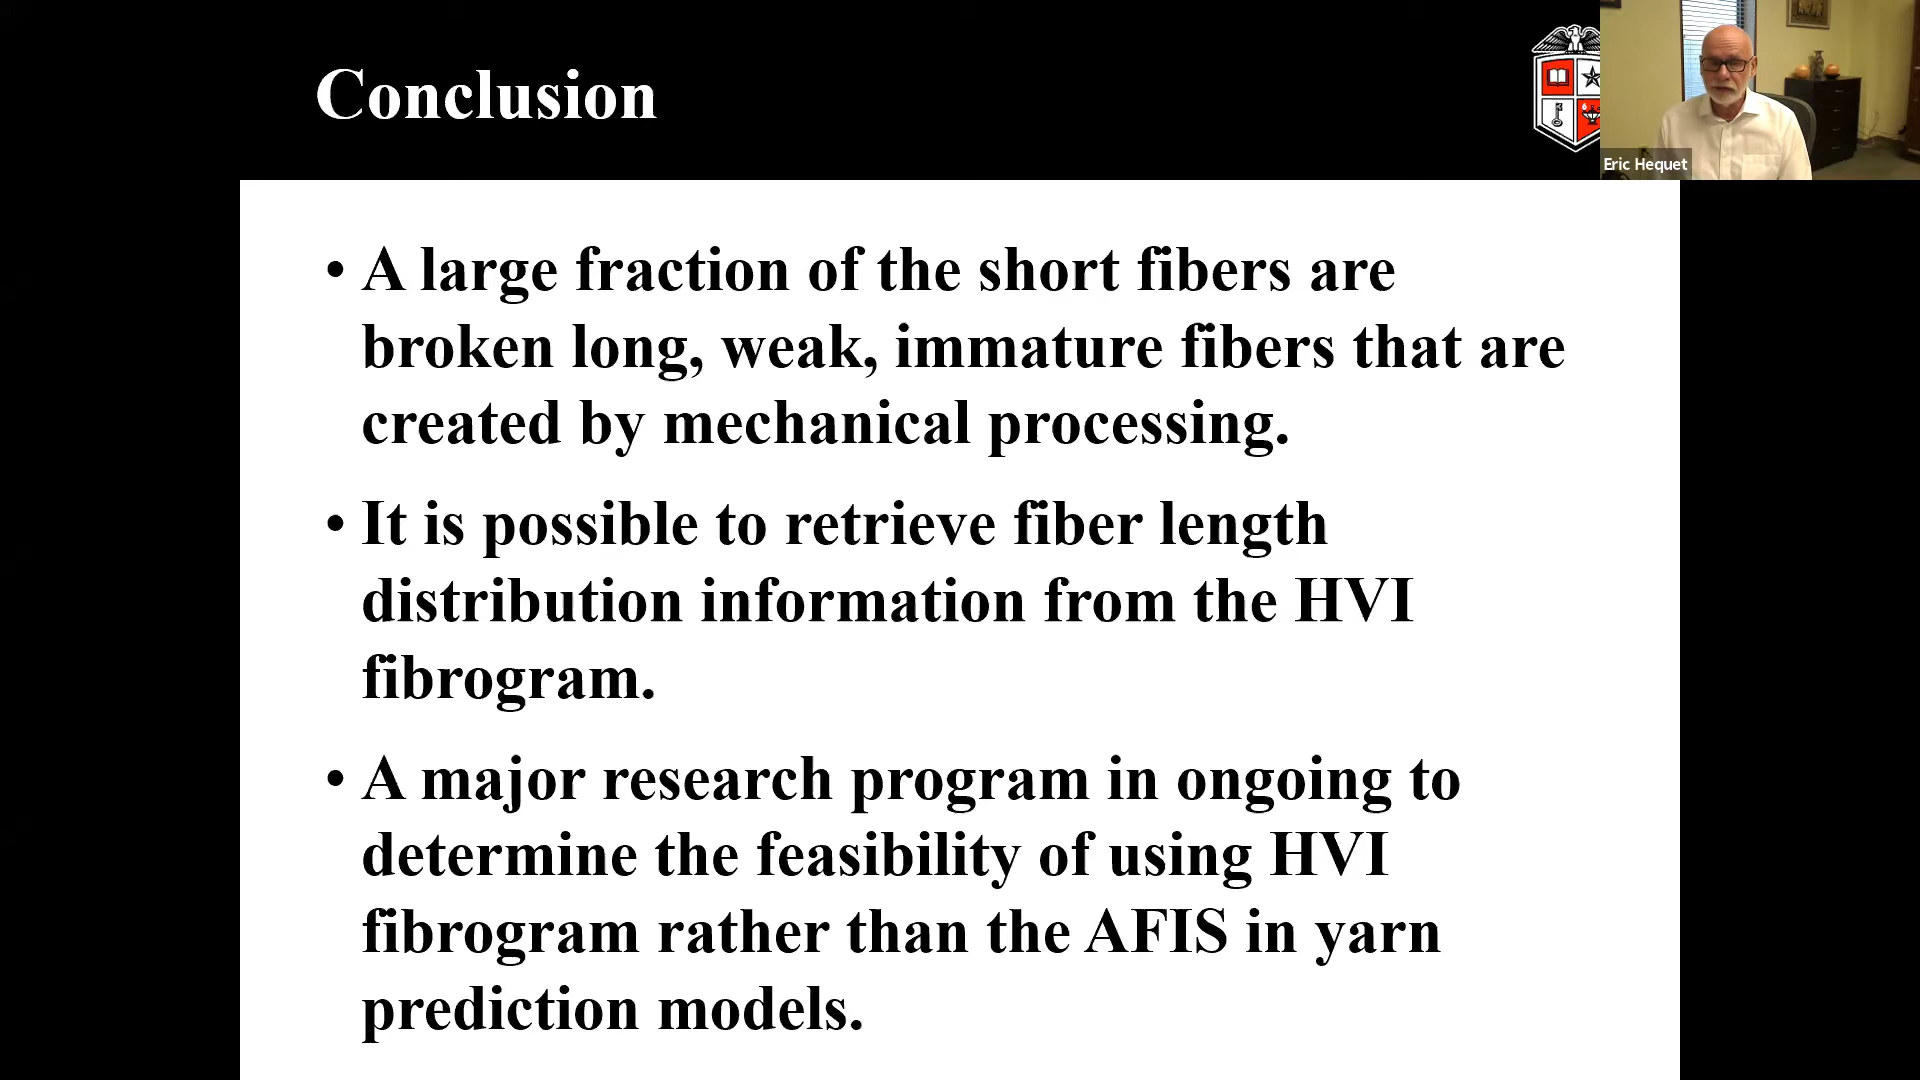 Conclusion
Eric Hequet
• A large fraction of the short fibers are
broken long, weak, immature fibers that are
created by mechanical processing.
• It is possible to retrieve fiber length
distribution information from the HVI
fibrogram.
• A major research program in ongoing to
determine the feasibility of using HVI
fibrogram rather than the AFIS in yarn
prediction models.